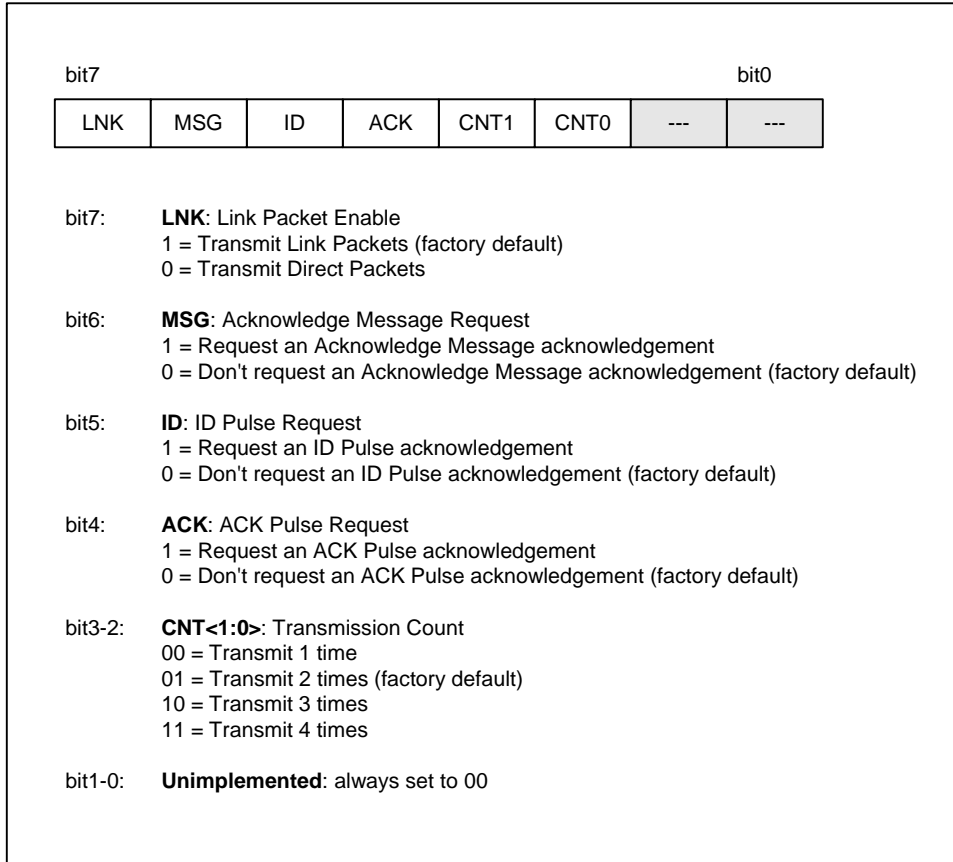 bit7 bit0
LNK MSG ID ACK CNT1 CNT0 --- ---
bit7: LNK: Link Packet Enable
1 = Transmit Link Packets (factory default)
0 = Transmit Direct Packets
bit6: MSG: Acknowledge Message Request
1 = Request an Acknowledge Message acknowledgement
0 = Don't request an Acknowledge Message acknowledgement (factory default)
bit5: ID: ID Pulse Request
1 = Request an ID Pulse acknowledgement
0 = Don't request an ID Pulse acknowledgement (factory default)
bit4: ACK: ACK Pulse Request
1 = Request an ACK Pulse acknowledgement
0 = Don't request an ACK Pulse acknowledgement (factory default)
bit3-2: CNT<1:0>: Transmission Count
00 = Transmit 1 time
01 = Transmit 2 times (factory default)
10 = Transmit 3 times
11 = Transmit 4 times
bit1-0: Unimplemented: always set to 00